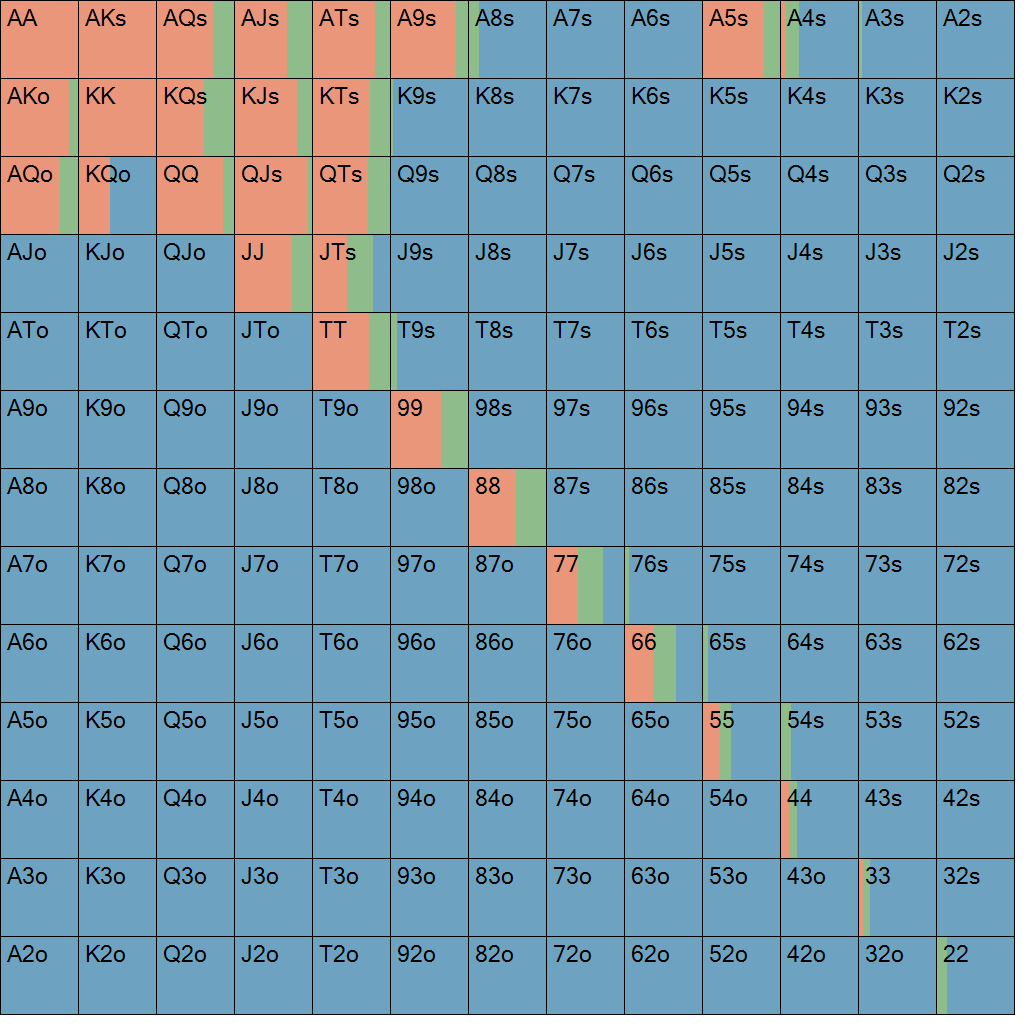 AA AKs AQs AJs ATs A9s A8s A7s A6s A5s A4s A3s A2s
AKo KK KQs KJs KTs K9s K8s K7s K6s K5s K4s K3s K2s
AQo KQo QQ QJs QTs Q9s Q8s Q7s Q6s Q5s Q4s Q3s Q2s
AJo KJo QJo JJ JTs J9s J8s J7s J6s J5s J4s J3s J2s
ATo KTo QTo JTo TT T9s T8s T7s T6s T5s T4s T3s T2s
A9o K9o Q9o J9o T9o 99 98s 97s 96s 95s 94s 93s 92s
A8o K8o Q8o J8o T8o 98o 88 87s 86s 85s 84s 83s 82s
A7o K7o Q7o J7o T7o 97o 87o 77 76s 75s 74s 73s 72s
A6o K6o Q6o J6o T6o 96o 86o 76o 66 65s 64s 63s 62s
A5o K5o Q5o J5o T5o 95o 85o 75o 65o 55 54s 53s 52s
A4o K4o Q4o J4o T4o 94o 84o 74o 64o 54o 44 43s 42s
A3o K3o Q3o J3o T3o 93o 83o 73o 63o 53o 43o 33 32s
A2o K2o Q2o J2o T2o 92o 82o 72o 62o 52o 42o 32o 22